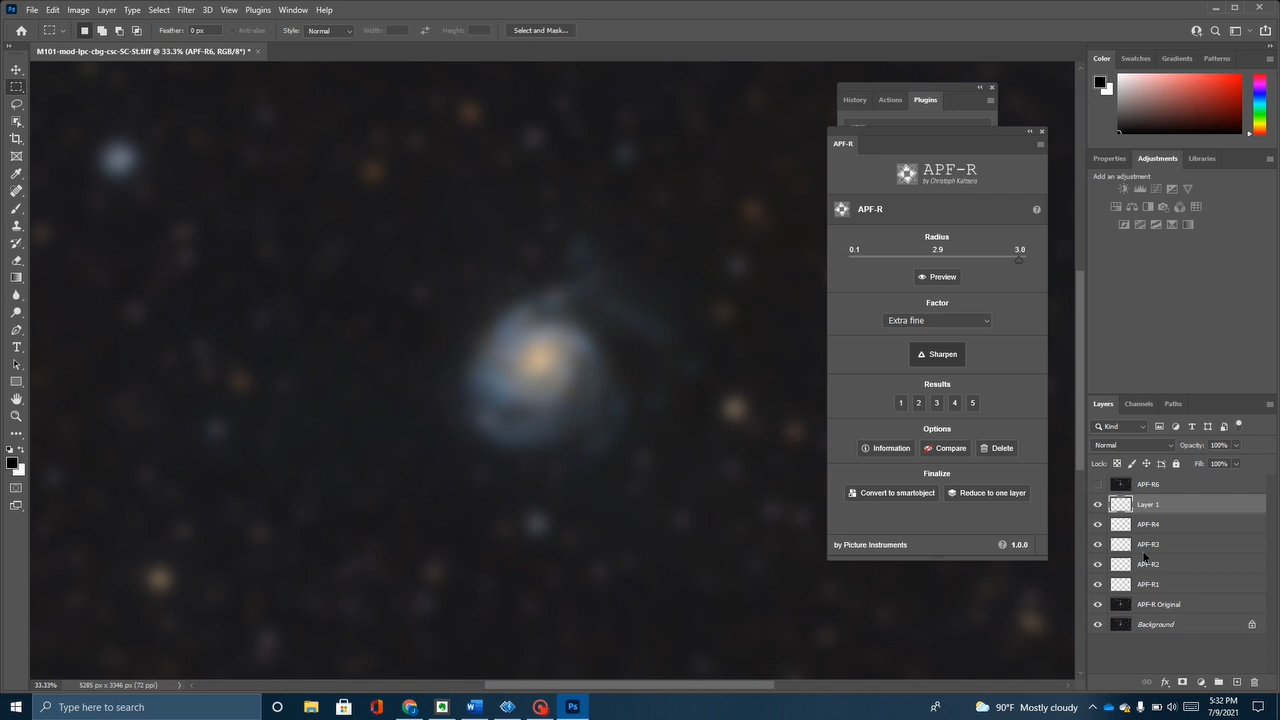 File Edit Image Layer Type Select Filter 3D View Plugins Window Help
Feather: 0 px Anti-alias Style: Normal Width: Height: Select and Mask...
M101-mod-lpc-cbg-csc-SC-St.tiff @ 33.3% (APF-R6, RGB/8*) *
Color Swatches Gradients Patterns
History Actions Plugins
APF-R
APF-R
by Christoph Kaltseis
APF-R
Radius
0.1 2.9 3.0
Preview
Factor
Extra fine
Sharpen
Results
1 2 3 4 5
Options
Information Compare Delete
Finalize
Convert to smartobject Reduce to one layer
by Picture Instruments 1.0.0
Properties Adjustments Libraries
Add an adjustment
Layers Channels Paths
Kind
Normal Opacity: 100%
Lock: Fill: 100%
APF-R6
Layer 1
APF-R4
APF-R3
APF-R2
APF-R1
APF-R Original
Background
33.33% 5285 px x 3346 px (72 ppi)
Type here to search
90°F Mostly cloudy
5:32 PM
7/9/2021